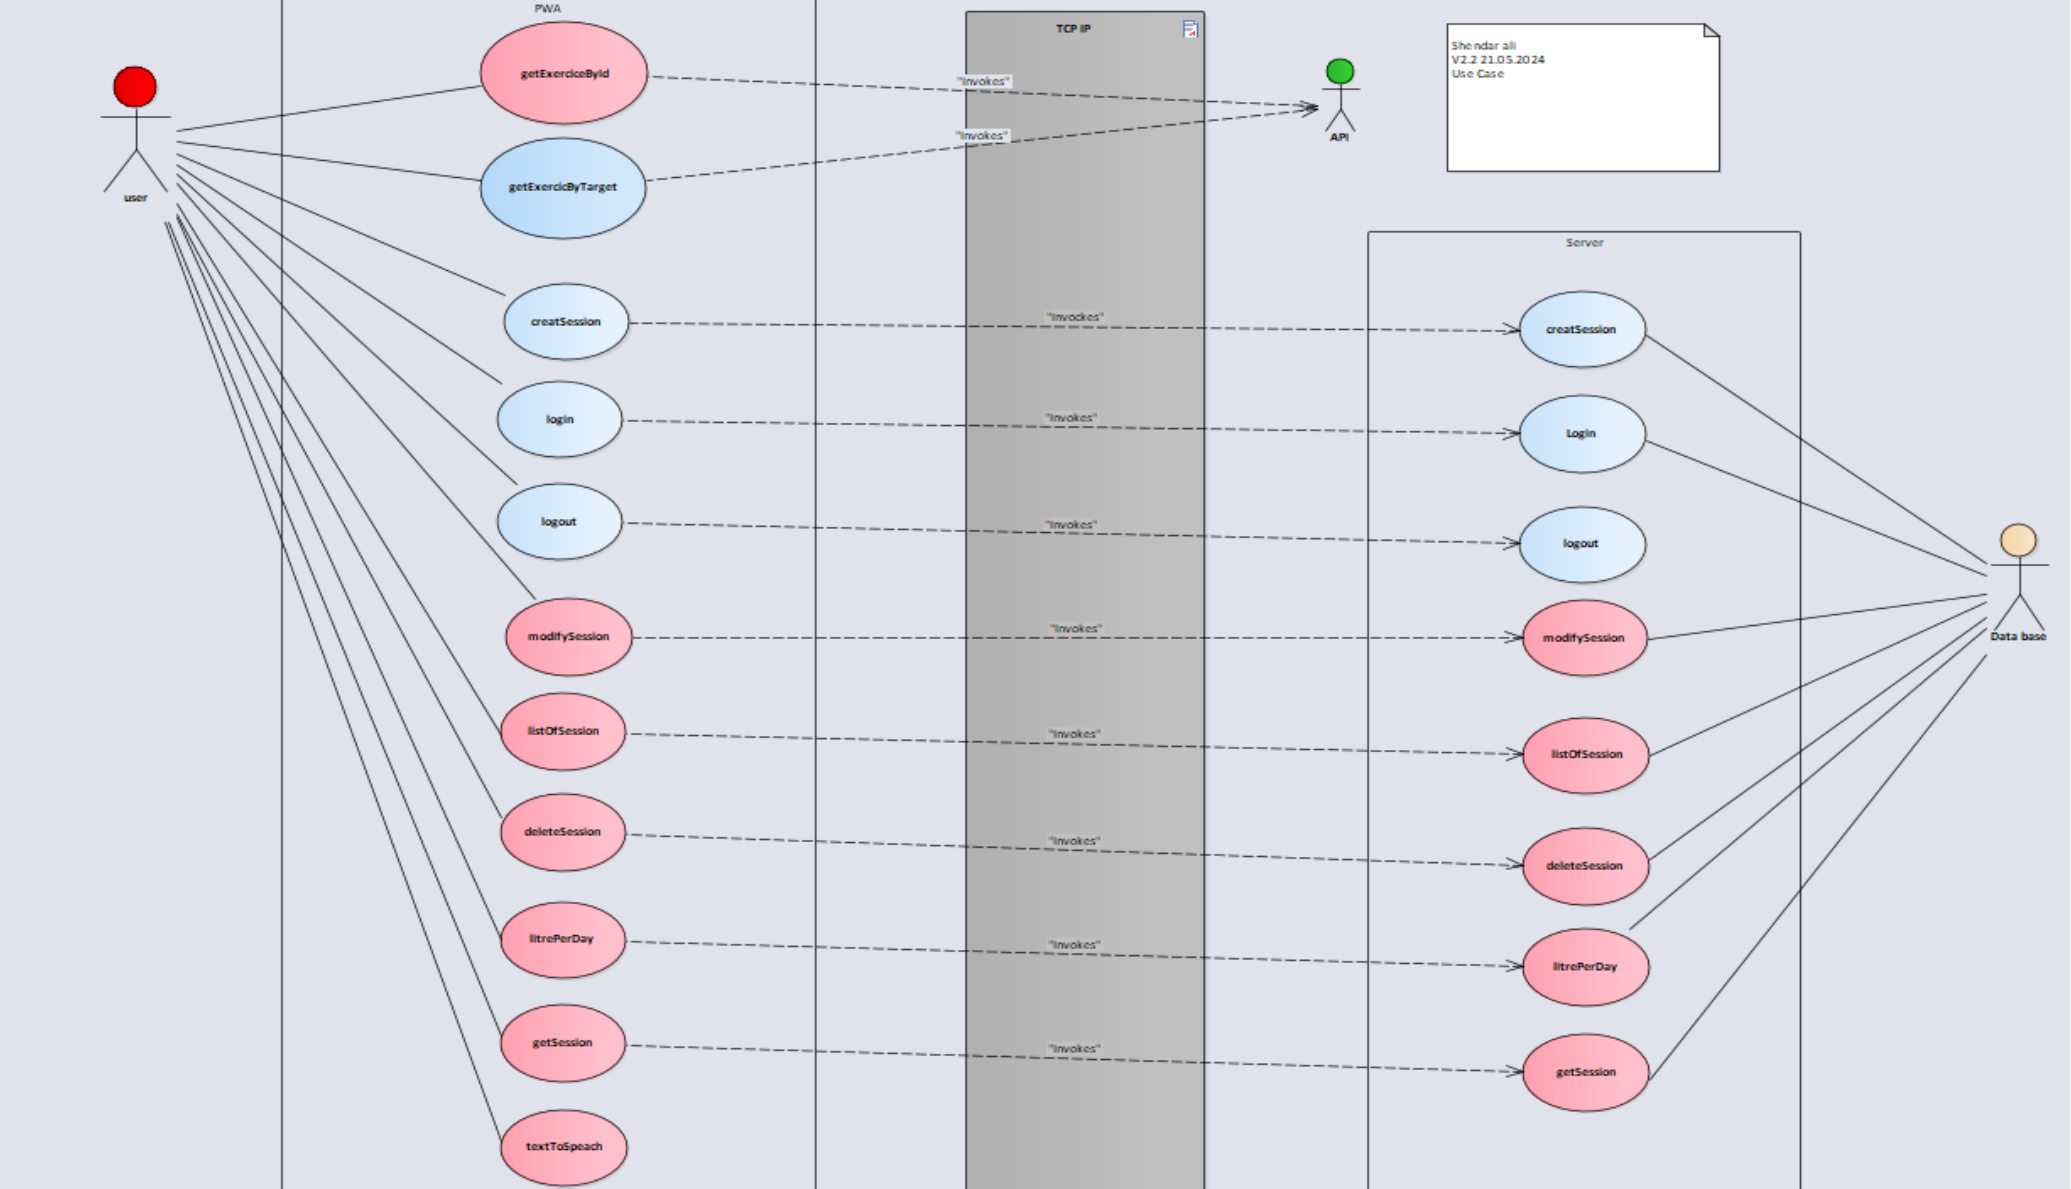 PWA
TCP IP
getExerciceById
"Invokes"
Shendar ali
V2.2 21.05.2024
Use Case
API
"Invokes"
getExercicByTarget
user
Server
creatSession
"Invockes"
creatSession
login
"Invokes"
Login
logout
"Invokes"
logout
modifySession
"Invokes"
modifySession
Data base
listOfSession
"Invokes"
listOfSession
deleteSession
"Invokes"
deleteSession
litrePerDay
"Invokes"
litrePerDay
getSession
"Invokes"
getSession
textToSpeach